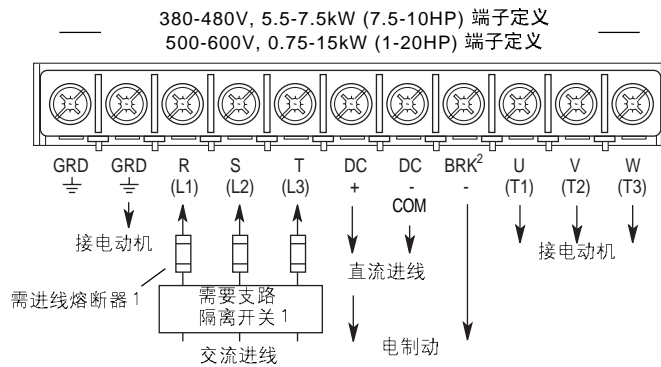 380-480V, 5.5-7.5kW (7.5-10HP) 端子定义
500-600V, 0.75-15kW (1-20HP) 端子定义
GRD GRD R S T DC DC BRK² U V W
(L1) (L2) (L3) + - - (T1) (T2) (T3)
COM
接电动机 接电动机
直流进线
需进线熔断器 1
需要支路
隔离开关 1
电制动
交流进线